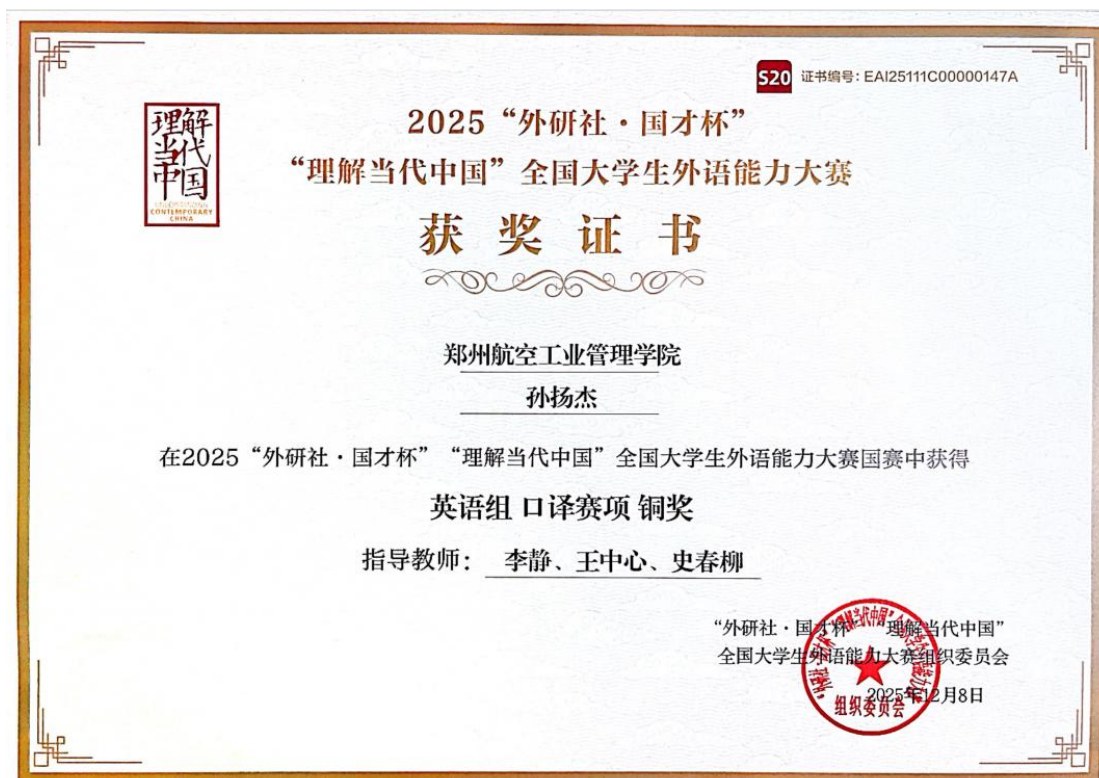 S20 证书编号：EAI25111C00000147A
理解
当代
中国
UNDERSTANDING
CONTEMPORARY
CHINA
2025“外研社·国才杯”
“理解当代中国”全国大学生外语能力大赛
获奖证书
郑州航空工业管理学院
孙扬杰
在2025“外研社·国才杯”“理解当代中国”全国大学生外语能力大赛国赛中获得
英语组 口译赛项 铜奖
指导教师： 李静、王中心、史春柳
“外研社·国才杯”“理解当代中国”
全国大学生外语能力大赛组织委员会
2025年12月8日
组织委员会